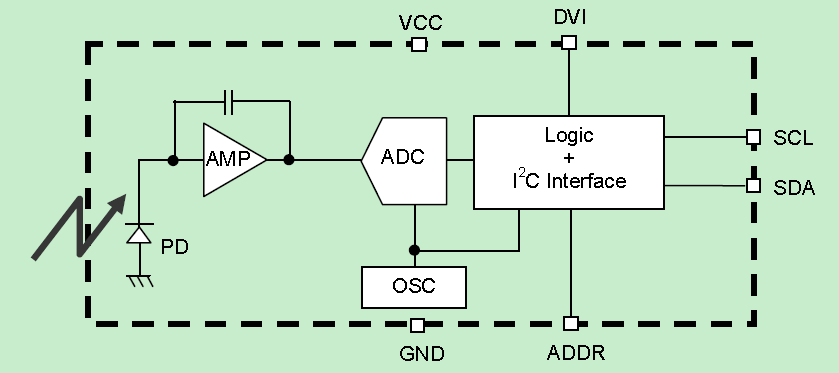 VCC
DVI
AMP
ADC
Logic
+
I²C Interface
SCL
SDA
PD
OSC
GND
ADDR